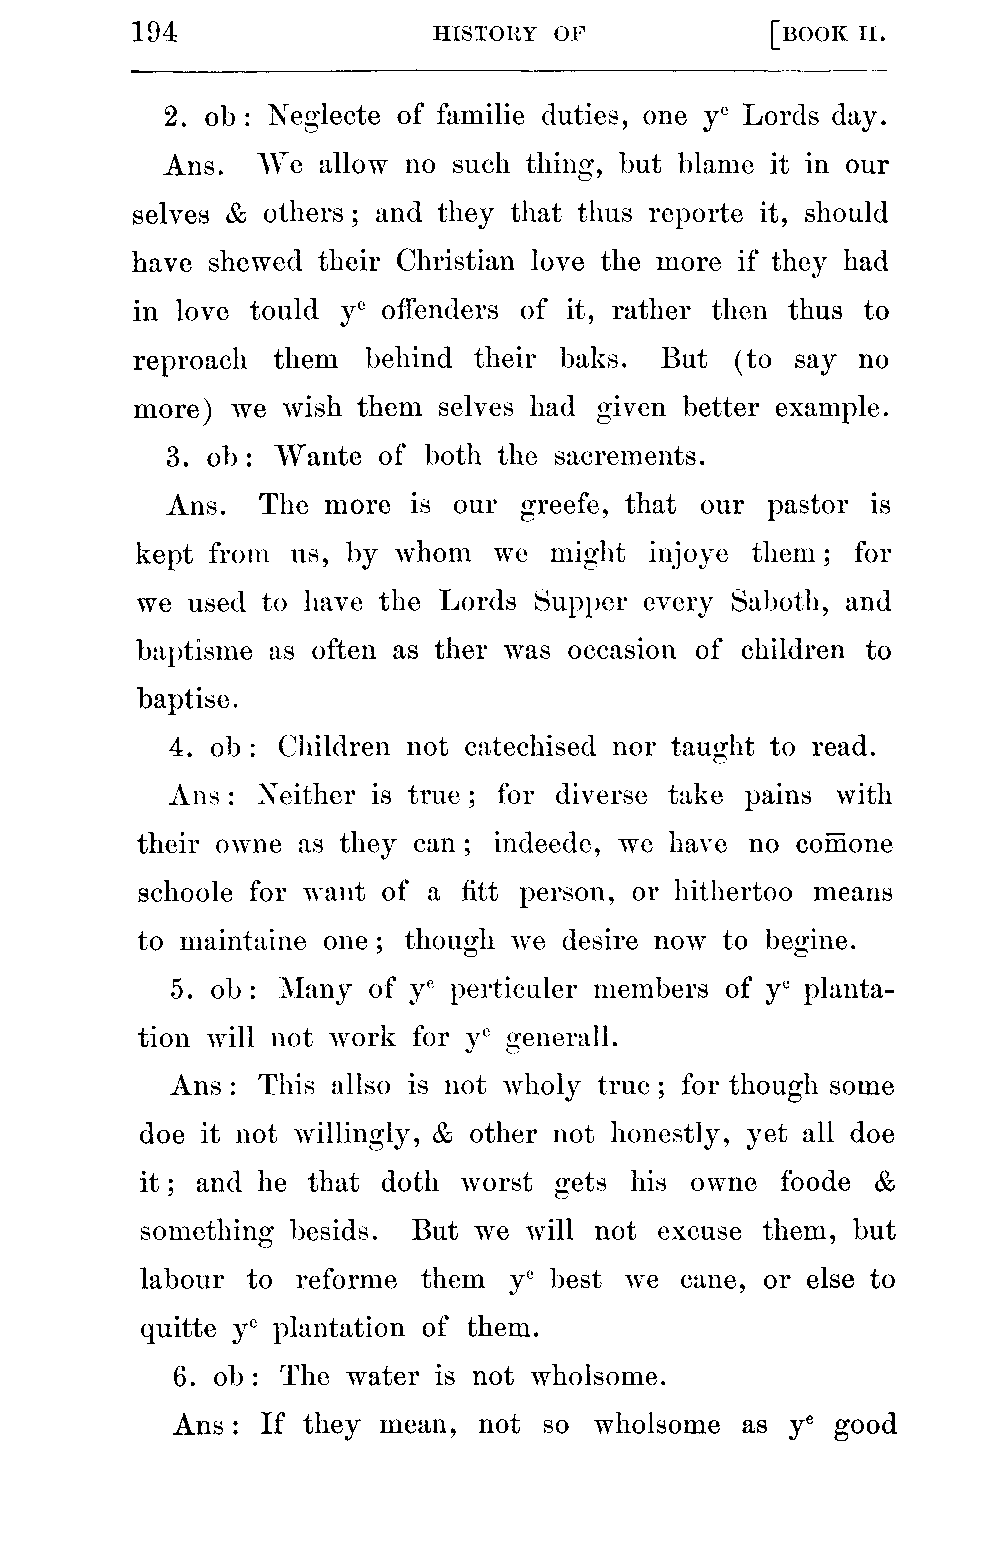 194 HISTORY OF [BOOK II.
2. ob: Neglecte of familie duties, one yᵉ Lords day.
Ans. We allow no such thing, but blame it in our
selves & others; and they that thus reporte it, should
have shewed their Christian love the more if they had
in love tould yᵉ offenders of it, rather then thus to
reproach them behind their baks. But (to say no
more) we wish them selves had given better example.
3. ob: Wante of both the sacrements.
Ans. The more is our greefe, that our pastor is
kept from us, by whom we might injoye them; for
we used to have the Lords Supper every Saboth, and
baptisme as often as ther was occasion of children to
baptise.
4. ob: Children not catechised nor taught to read.
Ans: Neither is true; for diverse take pains with
their owne as they can; indeede, we have no com̅one
schoole for want of a fitt person, or hithertoo means
to maintaine one; though we desire now to begine.
5. ob: Many of yᵉ perticuler members of yᵉ planta-
tion will not work for yᵉ generall.
Ans: This allso is not wholy true; for though some
doe it not willingly, & other not honestly, yet all doe
it; and he that doth worst gets his owne foode &
something besids. But we will not excuse them, but
labour to reforme them yᵉ best we cane, or else to
quitte yᵉ plantation of them.
6. ob: The water is not wholsome.
Ans: If they mean, not so wholsome as yᵉ good